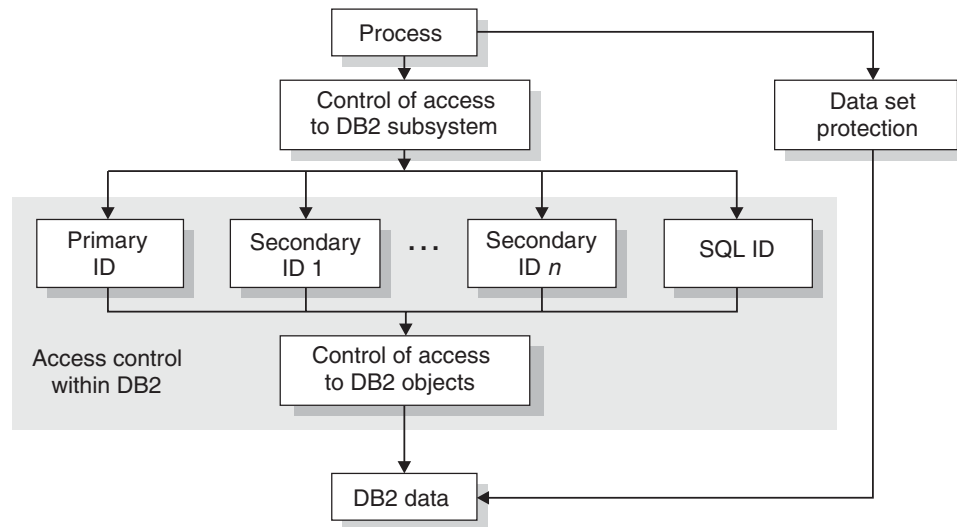 Process
Control of access
to DB2 subsystem
Data set
protection
Primary
ID
Secondary
ID 1
...
Secondary
ID n
SQL ID
Access control
within DB2
Control of access
to DB2 objects
DB2 data